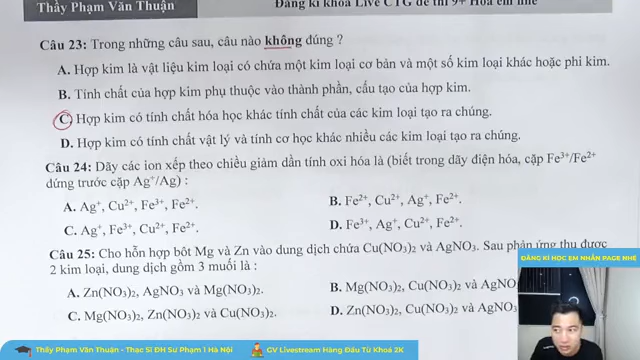 Thầy Phạm Văn Thuận
Đăng kí khoá Live CTG để thi 9+ Hoá em nhé
Câu 23: Trong những câu sau, câu nào không đúng ?
A. Hợp kim là vật liệu kim loại có chứa một kim loại cơ bản và một số kim loại khác hoặc phi kim.
B. Tính chất của hợp kim phụ thuộc vào thành phần, cấu tạo của hợp kim.
C. Hợp kim có tính chất hóa học khác tính chất của các kim loại tạo ra chúng.
D. Hợp kim có tính chất vật lý và tính cơ học khác nhiều các kim loại tạo ra chúng.
Câu 24: Dãy các ion xếp theo chiều giảm dần tính oxi hóa là (biết trong dãy điện hóa, cặp Fe³⁺/Fe²⁺
đứng trước cặp Ag⁺/Ag) :
A. Ag⁺, Cu²⁺, Fe³⁺, Fe²⁺. B. Fe²⁺, Cu²⁺, Ag⁺, Fe²⁺.
C. Ag⁺, Fe³⁺, Cu²⁺, Fe²⁺. D. Fe³⁺, Ag⁺, Cu²⁺, Fe²⁺.
Câu 25: Cho hỗn hợp bột Mg và Zn vào dung dịch chứa Cu(NO₃)₂ và AgNO₃. Sau phản ứng thu được
2 kim loại, dung dịch gồm 3 muối là :
A. Zn(NO₃)₂, AgNO₃ và Mg(NO₃)₂. B. Mg(NO₃)₂, Cu(NO₃)₂ và AgNO
C. Mg(NO₃)₂, Zn(NO₃)₂ và Cu(NO₃)₂. D. Zn(NO₃)₂, Cu(NO₃)₂ và AgNO
ĐĂNG KÍ HỌC EM NHẮN PAGE NHÉ
Thầy Phạm Văn Thuận - Thạc Sĩ ĐH Sư Phạm 1 Hà Nội
GV Livestream Hàng Đầu Từ Khoá 2K